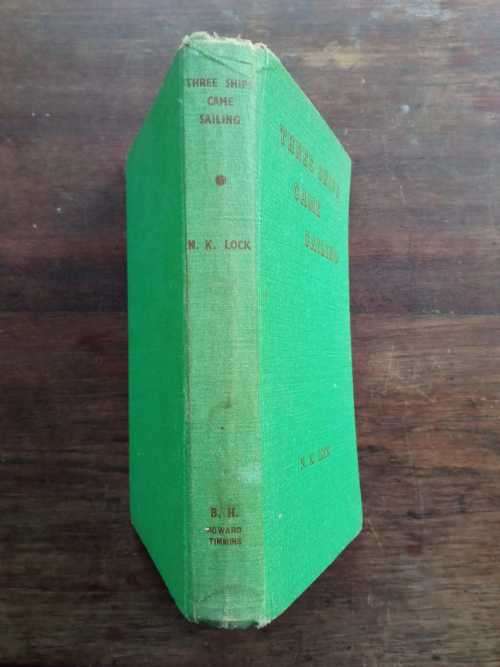 THREE SHIPS
CAME
SAILING
N. K. LOCK
B. H.
HOWARD
TIMMINS
THREE SHIPS
CAME
SAILING
N. K. LOCK